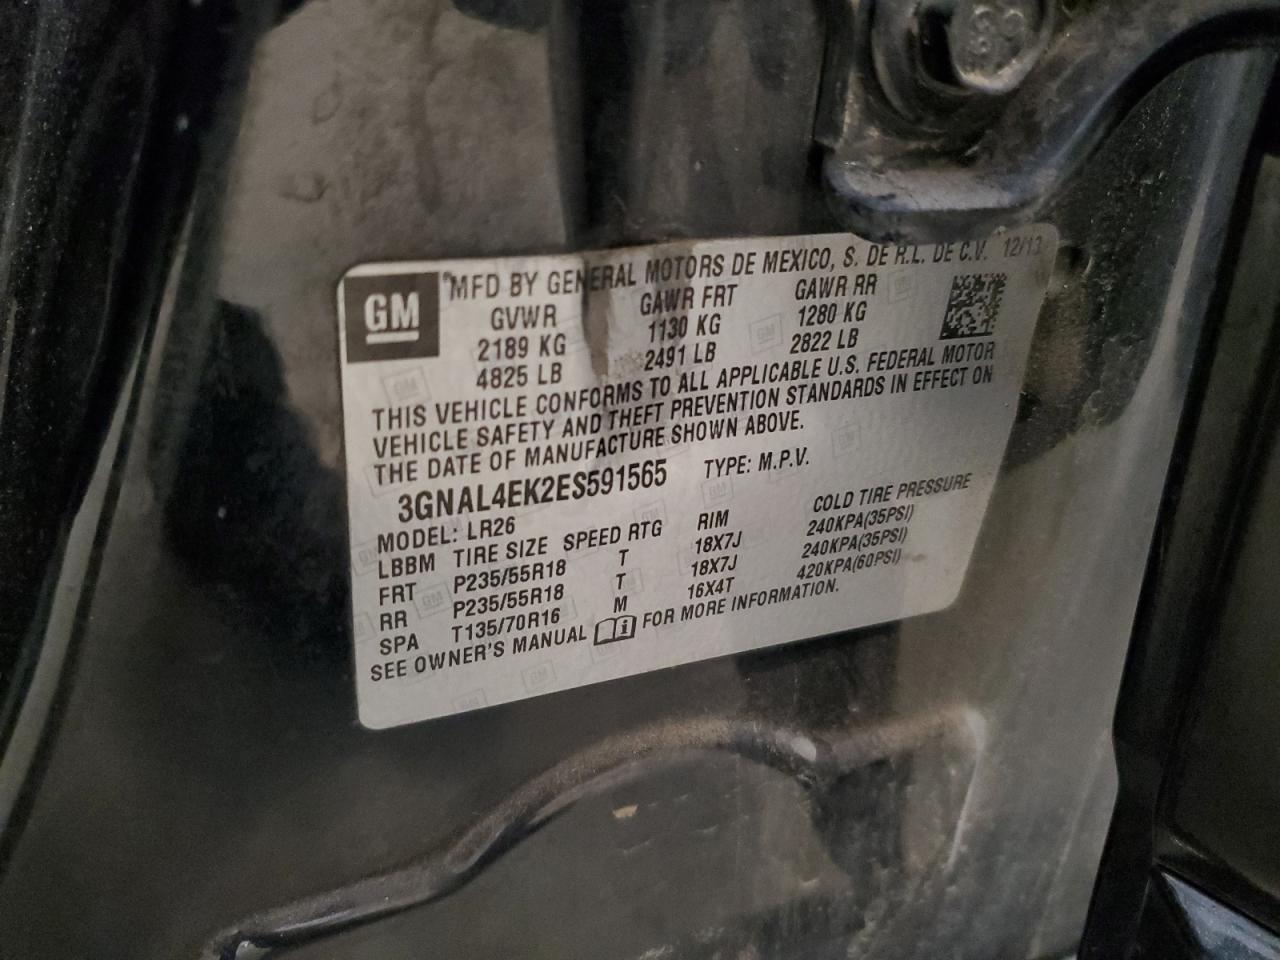 GM
MFD BY GENERAL MOTORS DE MEXICO, S. DE R.L. DE C.V. 12/13
GVWR GAWR FRT GAWR RR
2189 KG 1130 KG 1280 KG
4825 LB 2491 LB 2822 LB
THIS VEHICLE CONFORMS TO ALL APPLICABLE U.S. FEDERAL MOTOR
VEHICLE SAFETY AND THEFT PREVENTION STANDARDS IN EFFECT ON
THE DATE OF MANUFACTURE SHOWN ABOVE.
3GNAL4EK2ES591565 TYPE: M.P.V.
MODEL: LR26
LBBM TIRE SIZE SPEED RTG RIM COLD TIRE PRESSURE
FRT P235/55R18 T 18X7J 240KPA(35PSI)
RR P235/55R18 T 18X7J 240KPA(35PSI)
SPA T135/70R16 M 16X4T 420KPA(60PSI)
SEE OWNER'S MANUAL FOR MORE INFORMATION.